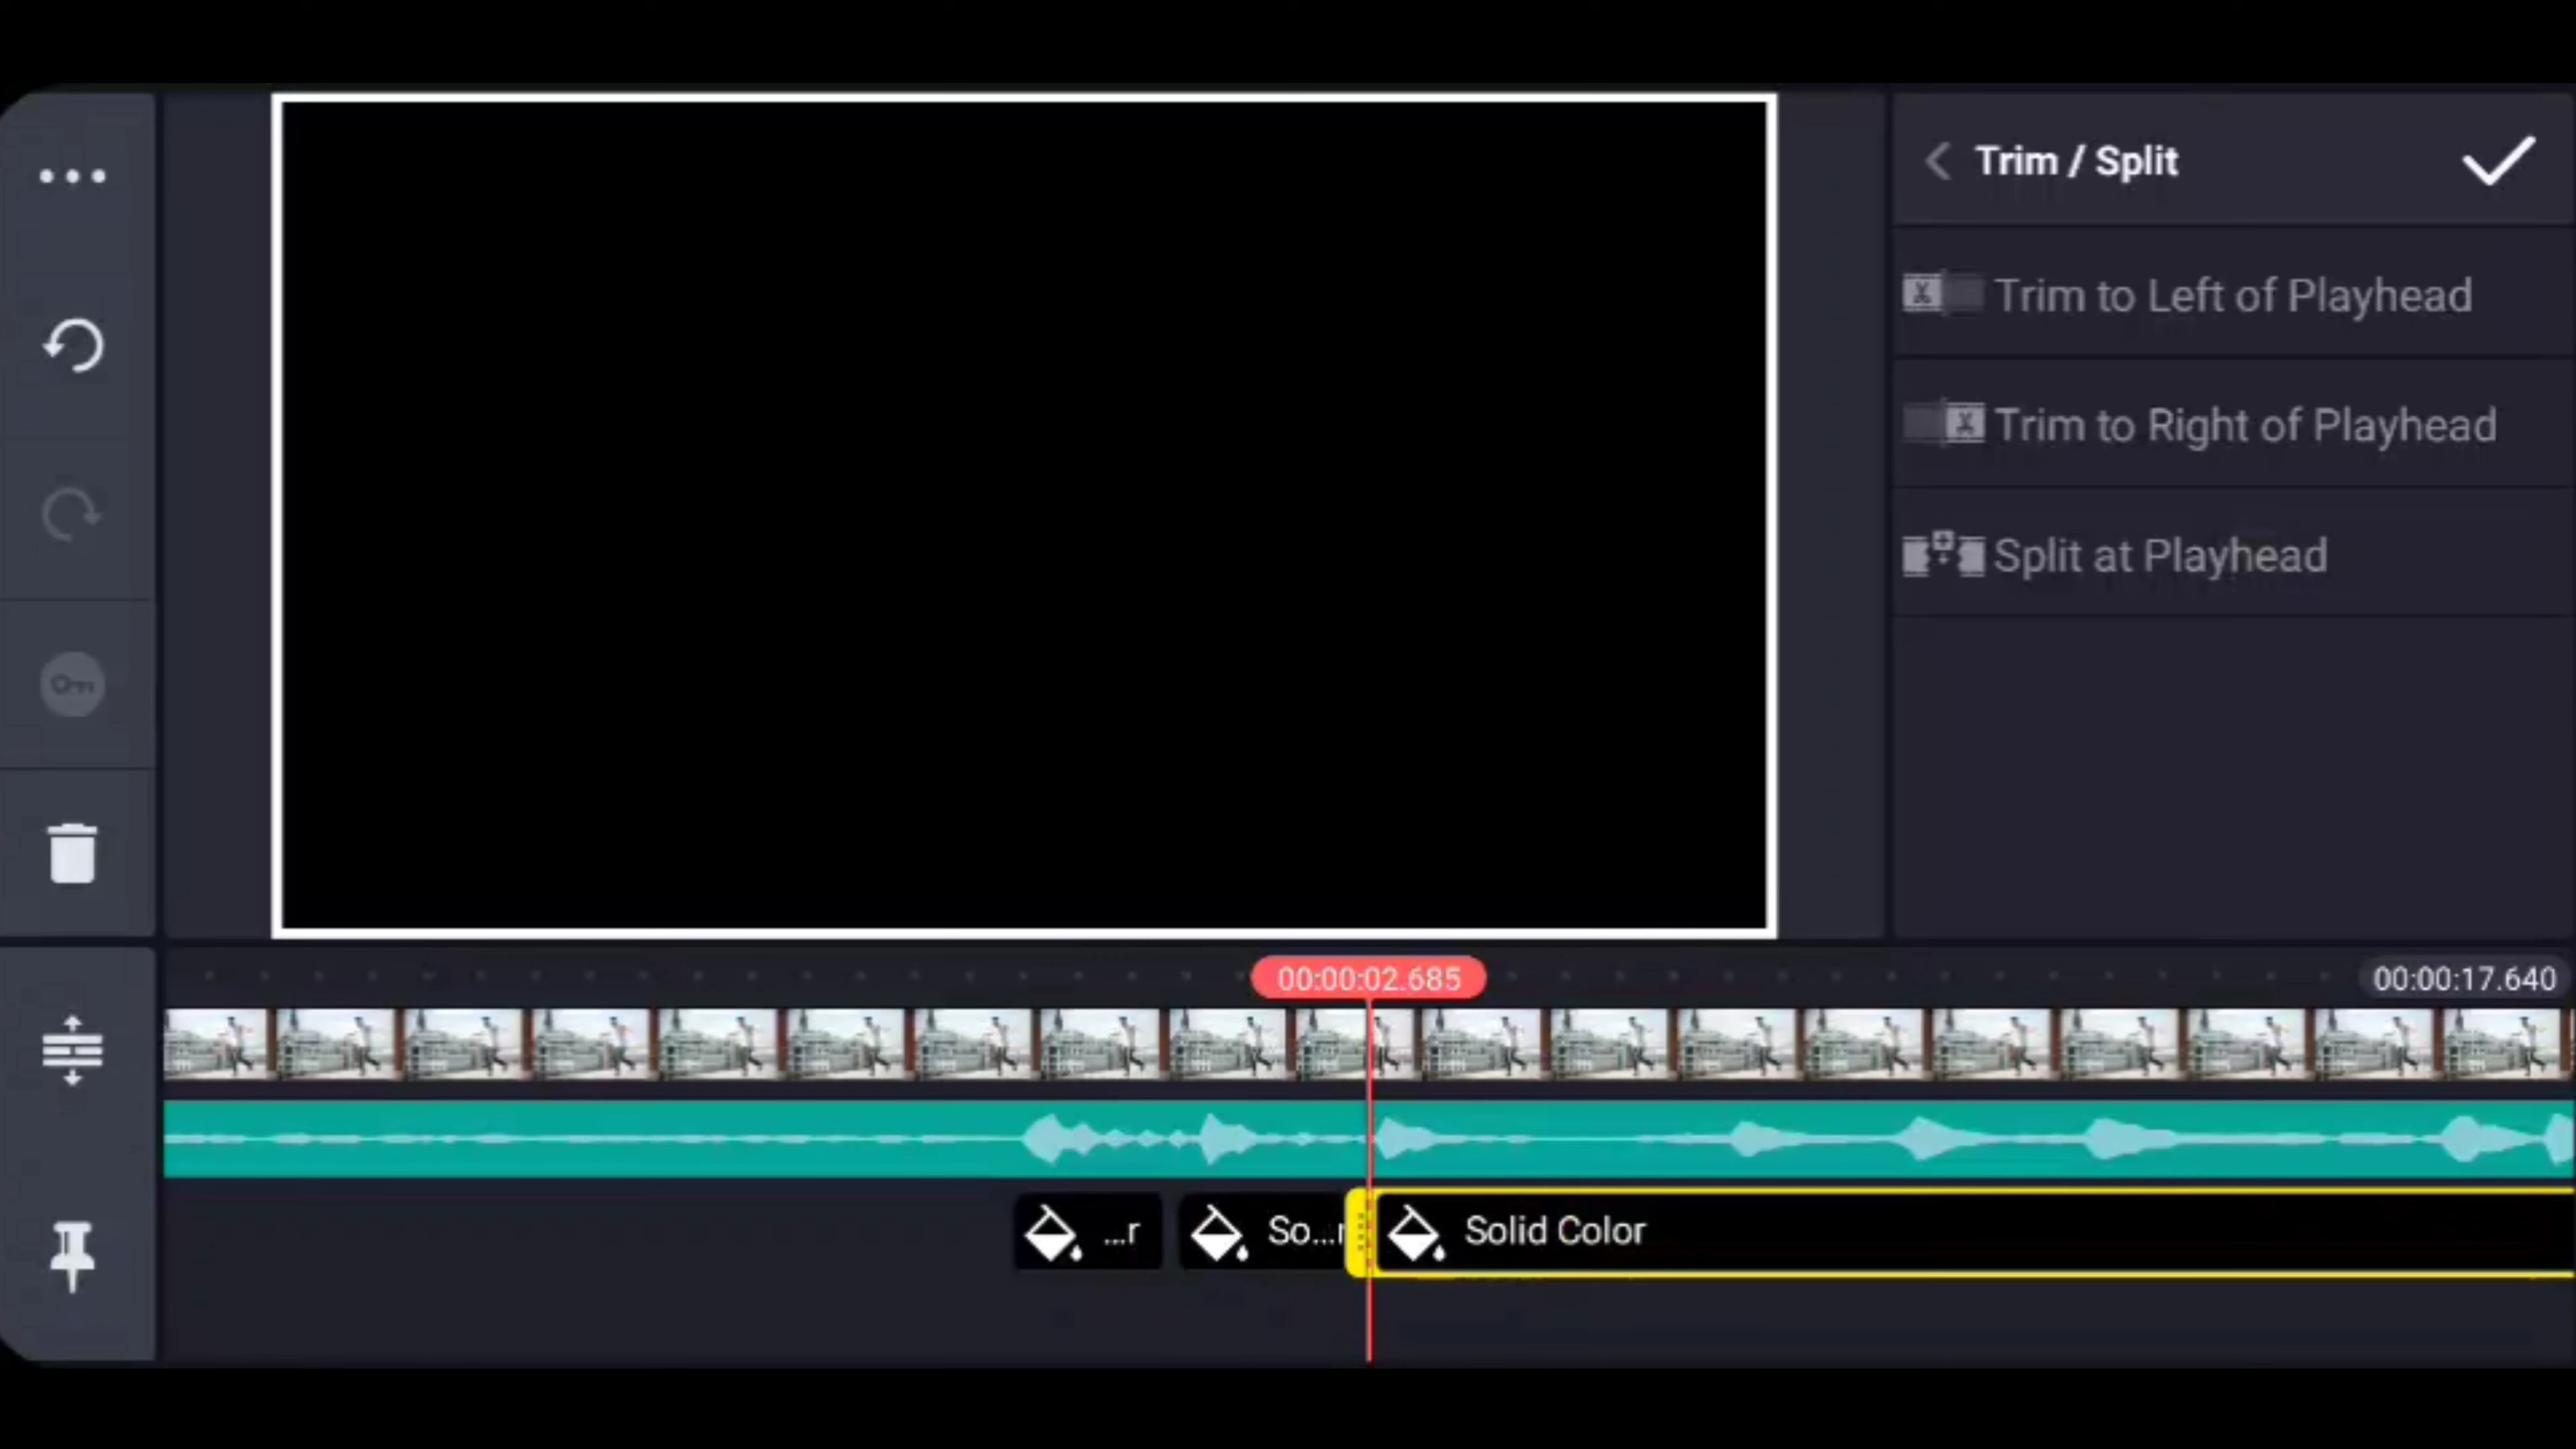 Trim / Split
Trim to Left of Playhead
Trim to Right of Playhead
Split at Playhead
00:00:02.685
00:00:17.640
...r
So...r
Solid Color